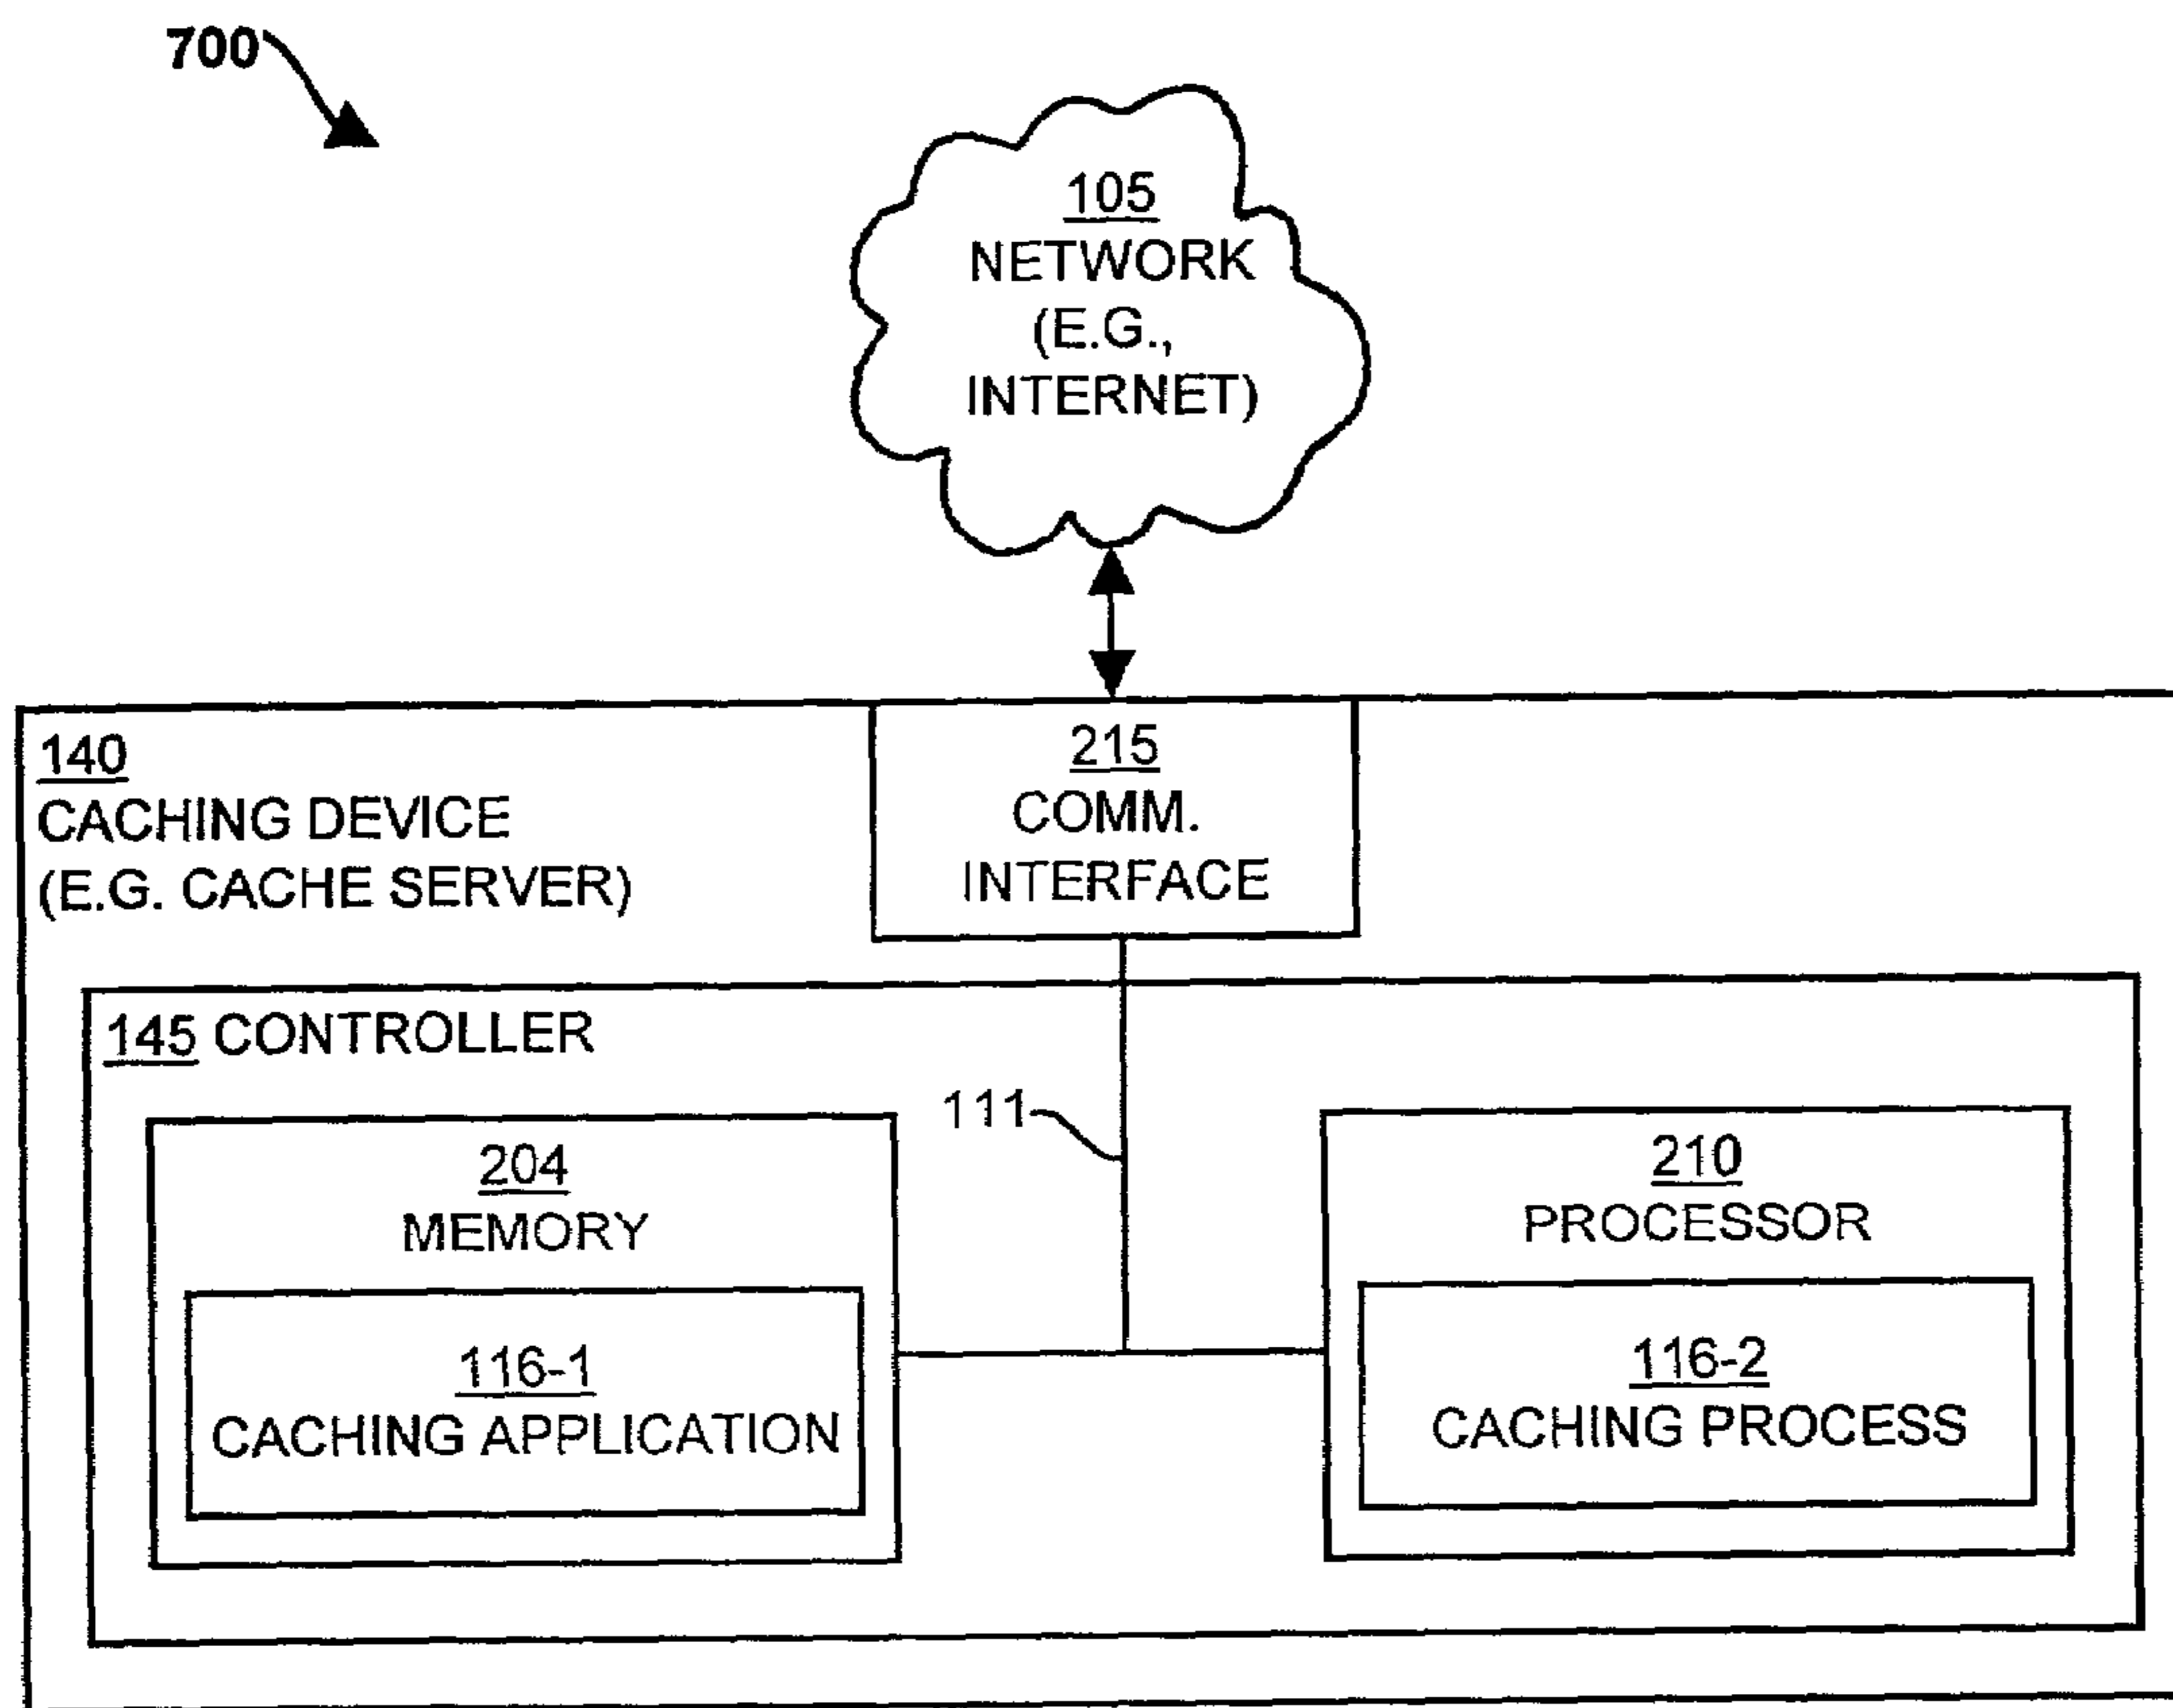 700
105
NETWORK
(E.G.,
INTERNET)
140
CACHING DEVICE
(E.G. CACHE SERVER)
215
COMM.
INTERFACE
145 CONTROLLER
111
204
MEMORY
116-1
CACHING APPLICATION
210
PROCESSOR
116-2
CACHING PROCESS